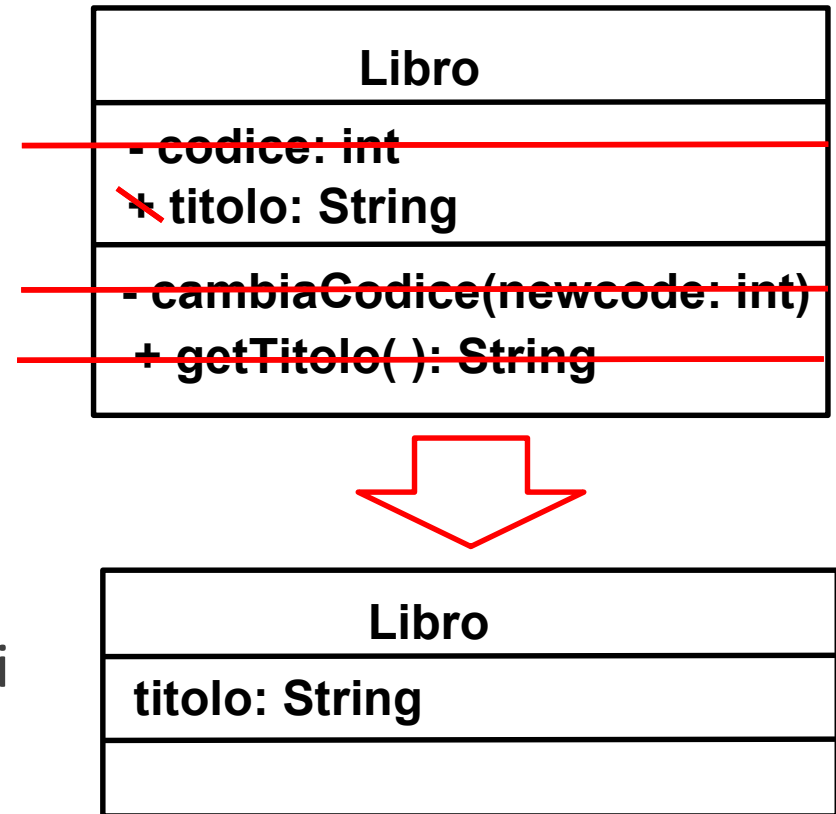 Libro
- codice: int
+ titolo: String
- cambiaCodice(newcode: int)
+ getTitolo( ): String
Libro
i
titolo: String